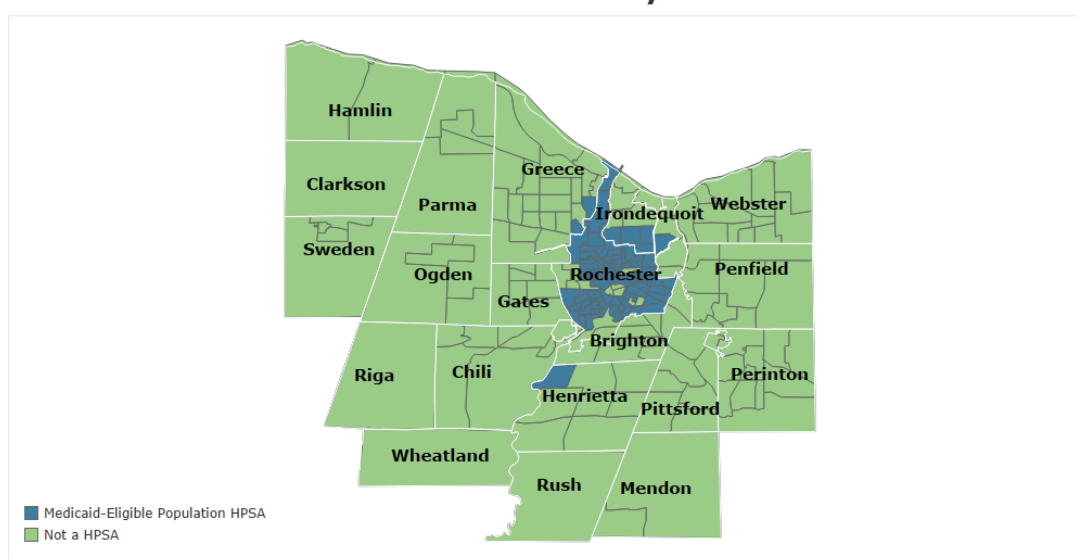 Hamlin
Greece
Clarkson
Parma
Irondequoit
Webster
Sweden
Ogden
Rochester
Penfield
Gates
Brighton
Riga
Chili
Perinton
Henrietta
Pittsford
Wheatland
Rush
Mendon
Medicaid-Eligible Population HPSA
Not a HPSA